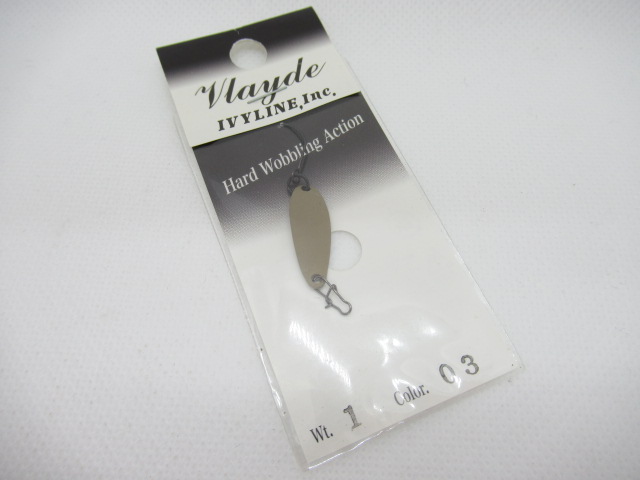 Vlayde
IVYLINE,Inc.
Hard Wobbling Action
Wt. 1 Color. 03